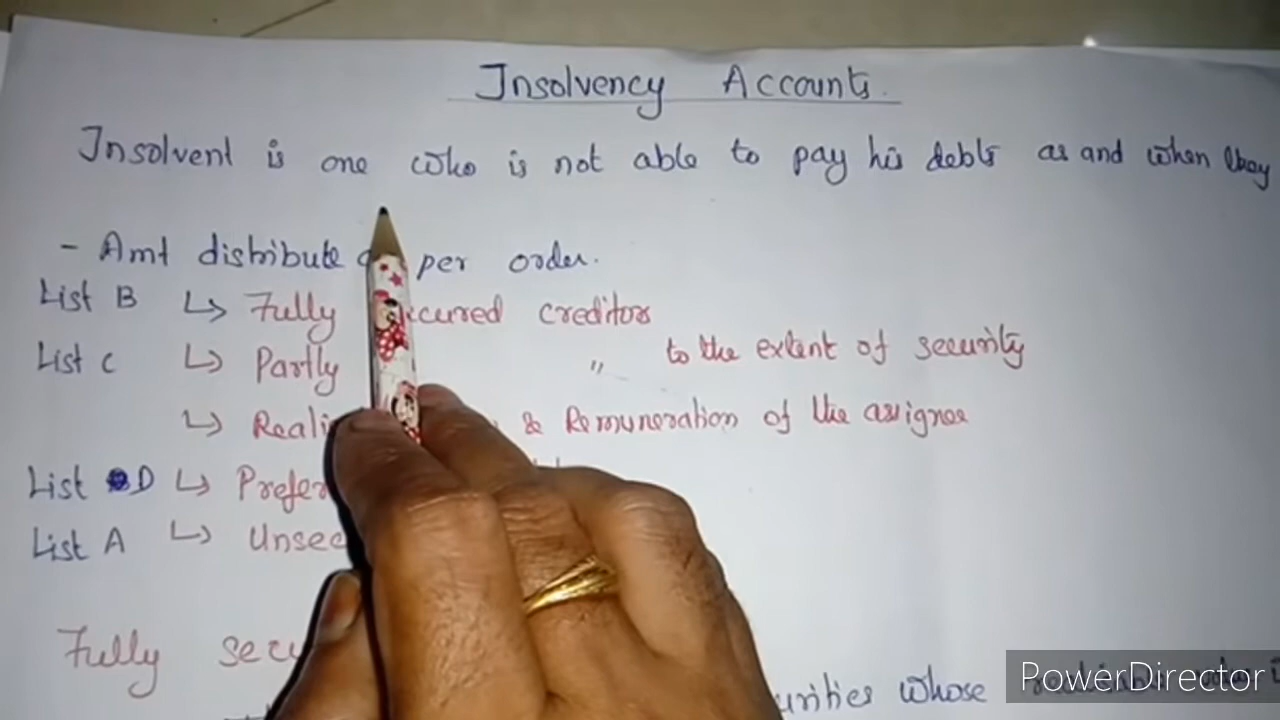 Insolvency Accounts.
Insolvent is one who is not able to pay his debts as and when they
- Amt distribute per order.
List B ↳ Fully secured creditor
List C ↳ Partly " to the extent of security
↳ & Remuneration of the assignee
List D ↳
List A ↳
Fully
whose
PowerDirector